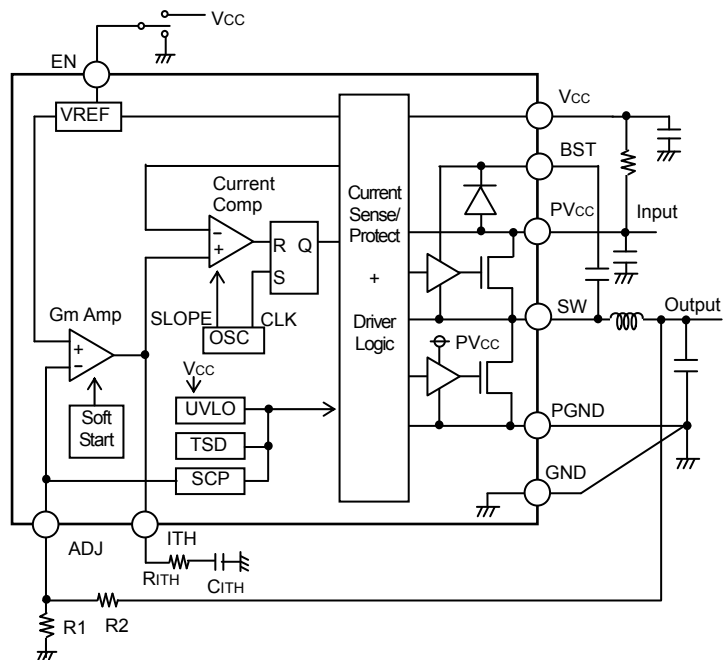 VCC
EN
VREF
VCC
BST
Current
Comp
Current
Sense/
Protect
+
Driver
Logic
PVCC
Input
−
+
R Q
S
Gm Amp
SLOPE
OSC
CLK
SW
Output
+
−
PVCC
VCC
Soft
Start
UVLO
TSD
SCP
PGND
GND
ADJ
ITH
RITH
CITH
R1
R2